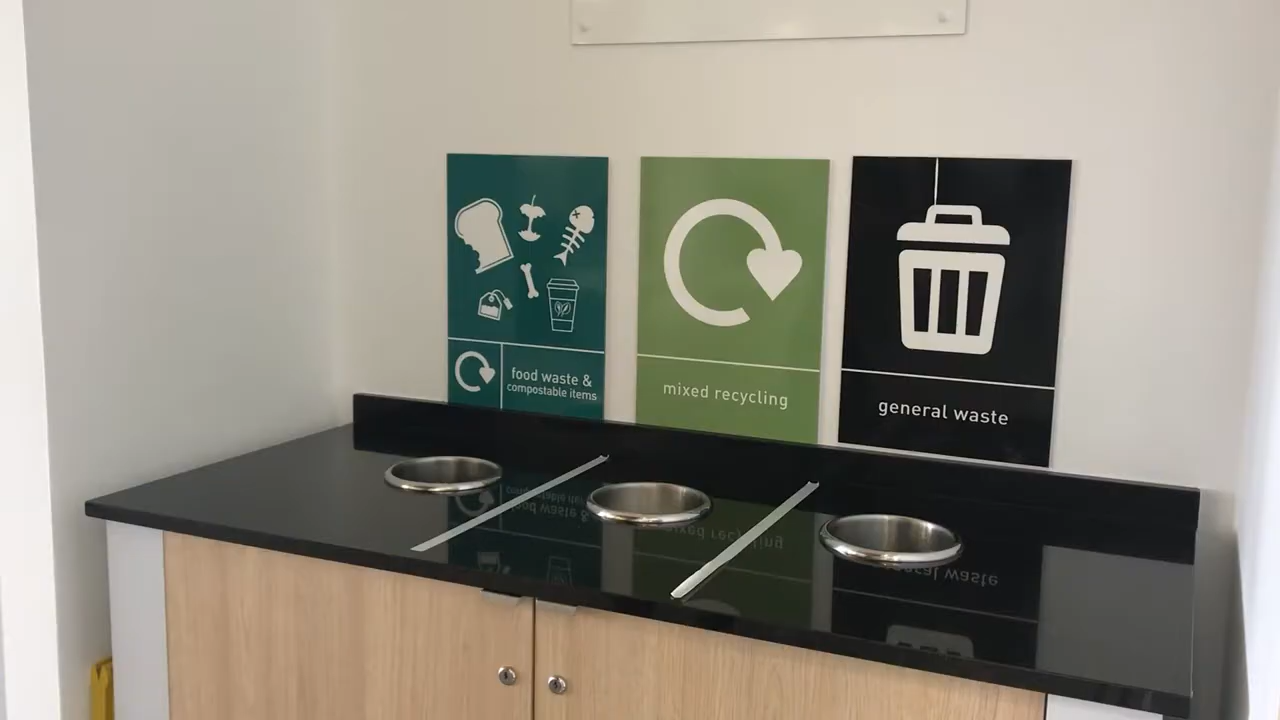 food waste &
compostable items
mixed recycling
general waste